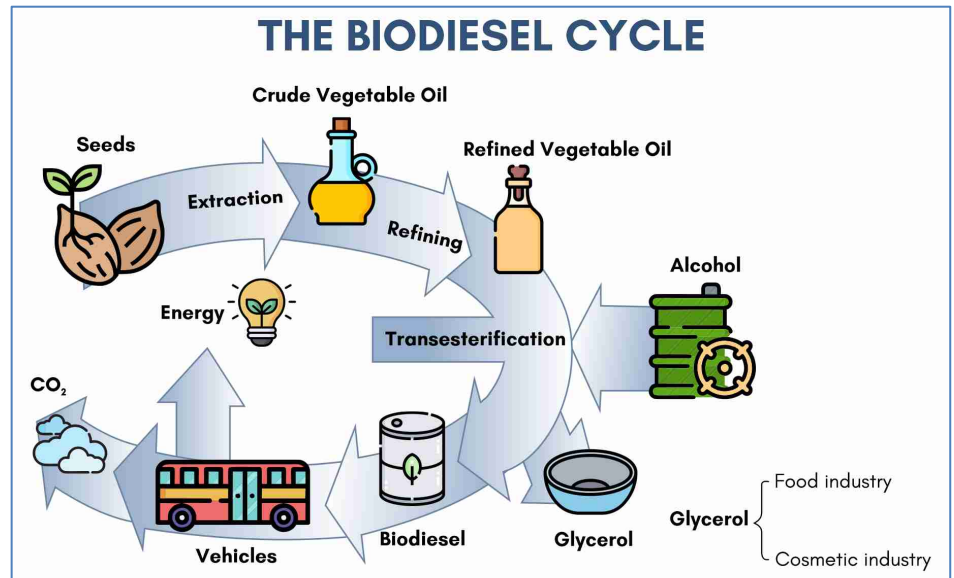 THE BIODIESEL CYCLE
Crude Vegetable Oil
Seeds
Refined Vegetable Oil
Extraction
Refining
Alcohol
Energy
Transesterification
CO₂
Food industry
Glycerol
Cosmetic industry
Vehicles
Biodiesel
Glycerol